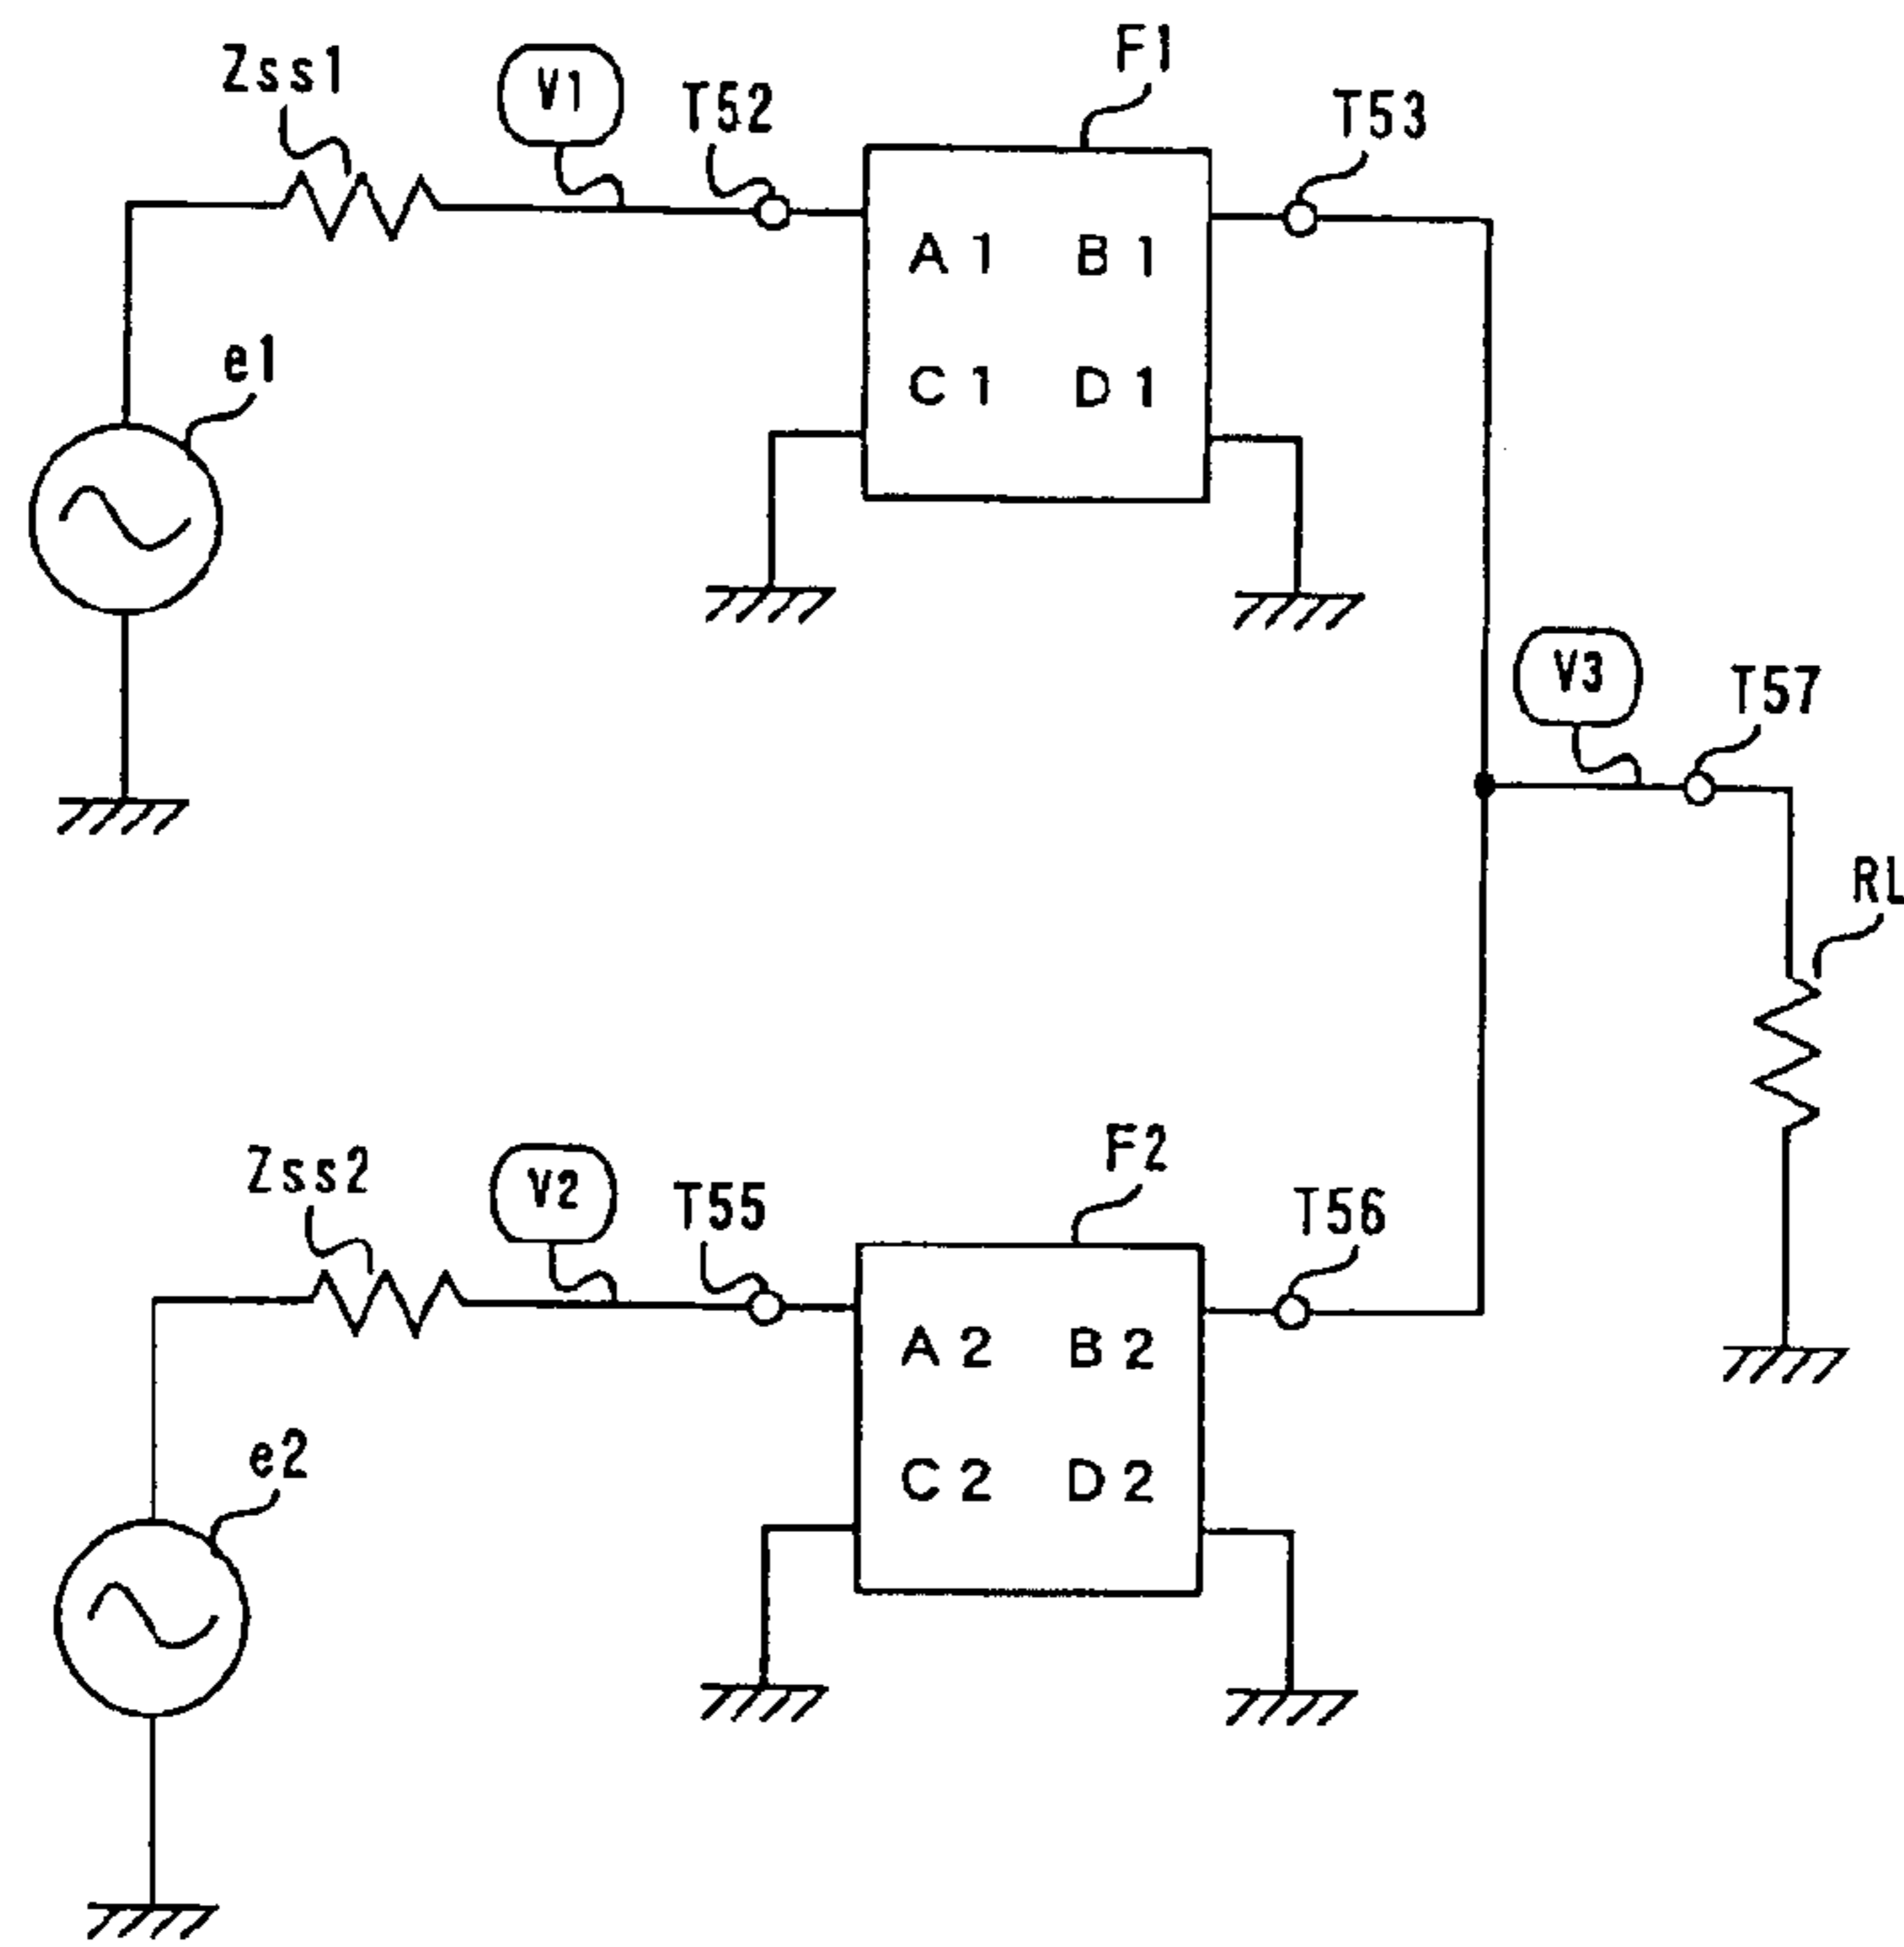 Zss1
V1
T52
F1
T53
A1 B1
C1 D1
e1
V3
T57
RL
Zss2
V2
T55
F2
T56
A2 B2
C2 D2
e2